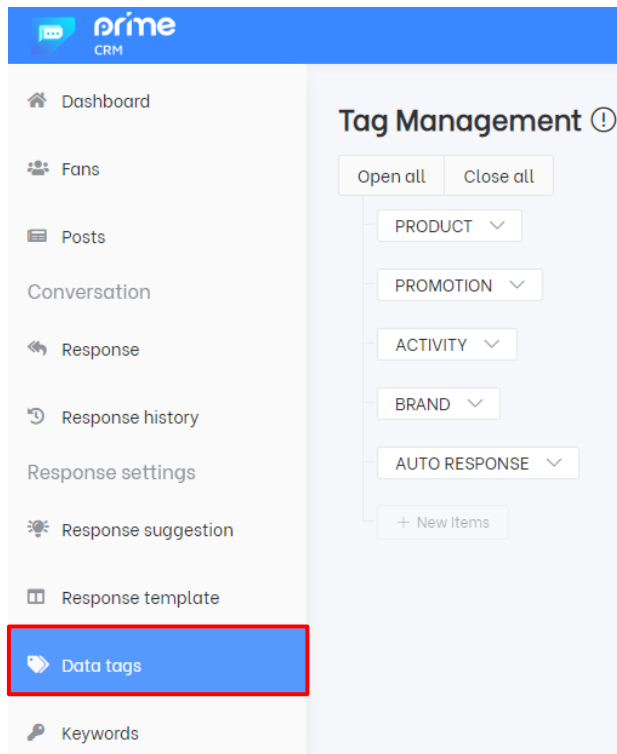 prime
CRM
Dashboard
Fans
Posts
Conversation
Response
Response history
Response settings
Response suggestion
Response template
Data tags
Keywords
Tag Management
Open all
Close all
PRODUCT
PROMOTION
ACTIVITY
BRAND
AUTO RESPONSE
+ New Items